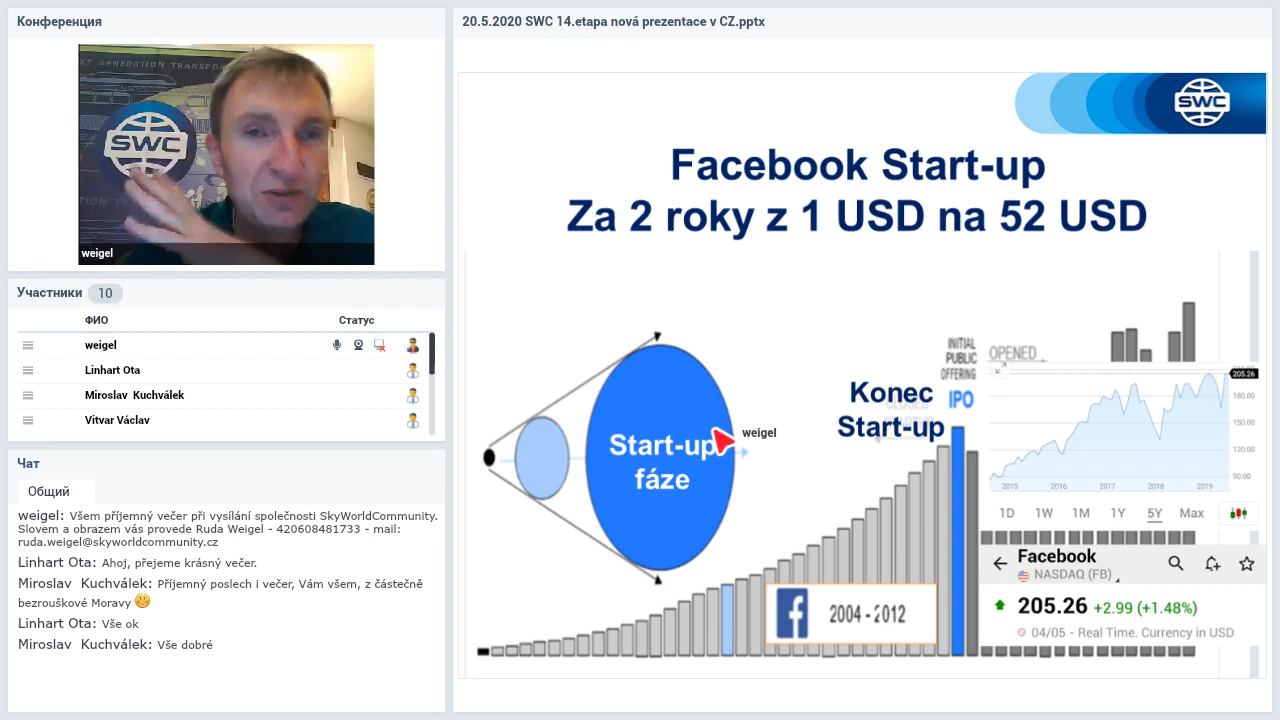 Конференция
ET GENERATION TRANSPO
SWC
weigel
Участники 10
ФИО Статус
weigel
Linhart Ota
Miroslav Kuchválek
Vitvar Václav
Чат
Общий
weigel: Všem příjemný večer při vysílání společnosti SkyWorldCommunity.
Slovem a obrazem vás provede Ruda Weigel - 420608481733 - mail:
ruda.weigel@skyworldcommunity.cz
Linhart Ota: Ahoj, přejeme krásný večer.
Miroslav Kuchválek: Příjemný poslech i večer, Vám všem, z částečně
bezrouškové Moravy
Linhart Ota: Vše ok
Miroslav Kuchválek: Vše dobré
20.5.2020 SWC 14.etapa nová prezentace v CZ.pptx
SWC
Facebook Start-up
Za 2 roky z 1 USD na 52 USD
Start-up
fáze
weigel
Konec
Start-up
INITIAL
PUBLIC
OFFERING
IPO
OPENED
205.26
180.00
150.00
120.00
90.00
2015 2016 2017 2018 2019
1D 1W 1M 1Y 5Y Max
Facebook
NASDAQ (FB)
205.26 +2.99 (+1.48%)
04/05 - Real Time. Currency in USD
f 2004 - 2012